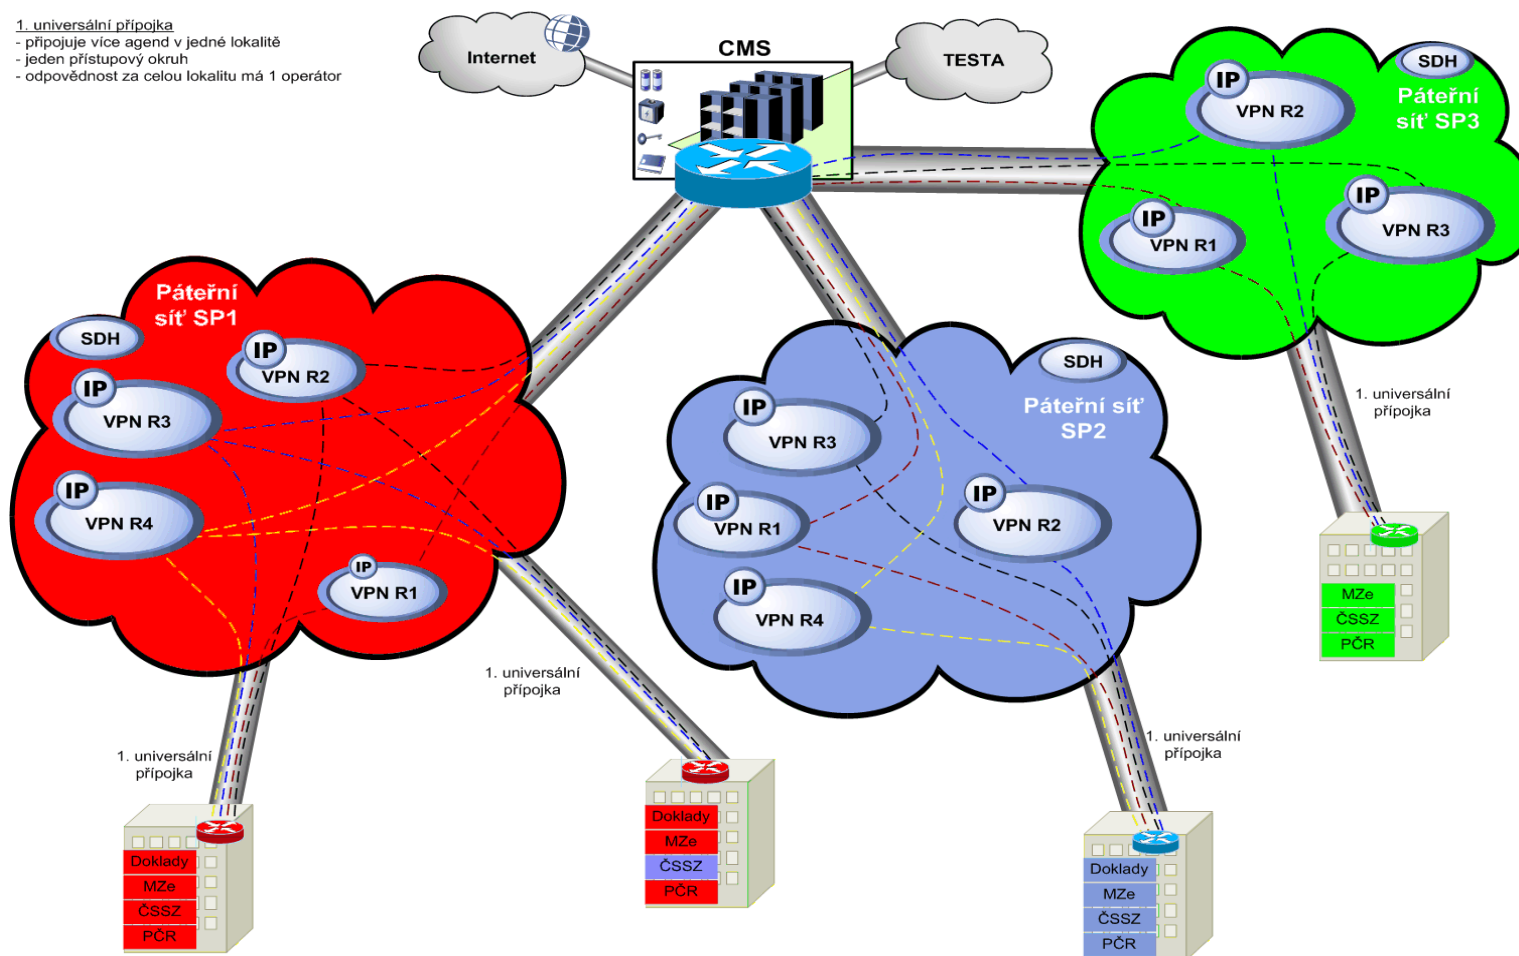 1. universální přípojka
- připojuje více agend v jedné lokalitě
- jeden přístupový okruh
- odpovědnost za celou lokalitu má 1 operátor
Internet
CMS
TESTA
SDH
Páteřní
síť SP3
IP
VPN R2
IP
VPN R1
IP
VPN R3
1. universální
přípojka
MZe
ČSSZ
PČR
Páteřní
síť SP1
SDH
IP
VPN R2
IP
VPN R3
IP
VPN R4
IP
VPN R1
SDH
Páteřní síť
SP2
IP
VPN R3
IP
VPN R1
IP
VPN R2
IP
VPN R4
1. universální
přípojka
1. universální
přípojka
1. universální
přípojka
Doklady
MZe
ČSSZ
PČR
Doklady
MZe
ČSSZ
PČR
Doklady
MZe
ČSSZ
PČR